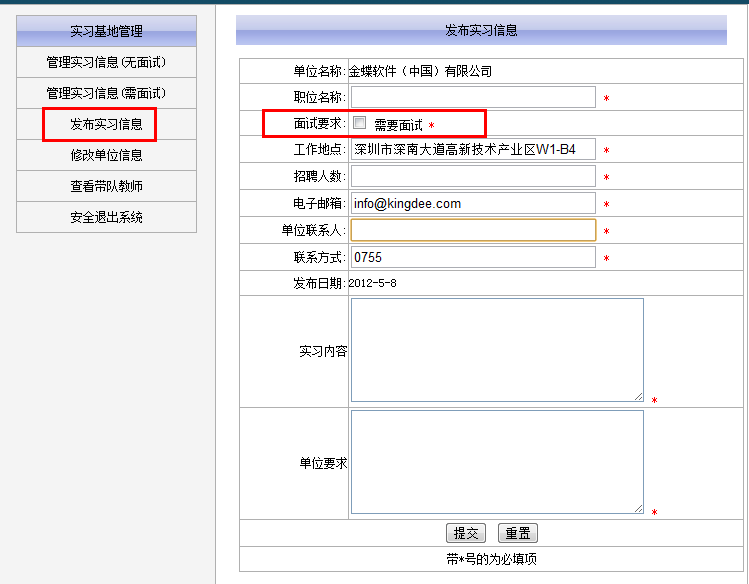 实习基地管理
管理实习信息(无面试)
管理实习信息(需面试)
发布实习信息
修改单位信息
查看带队教师
安全退出系统
发布实习信息
单位名称: 金蝶软件（中国）有限公司
职位名称: *
面试要求: 需要面试 *
工作地点: 深圳市深南大道高新技术产业区W1-B4 *
招聘人数: *
电子邮箱: info@kingdee.com *
单位联系人: *
联系方式: 0755 *
发布日期: 2012-5-8
实习内容 *
单位要求 *
提交 重置
带*号的为必填项